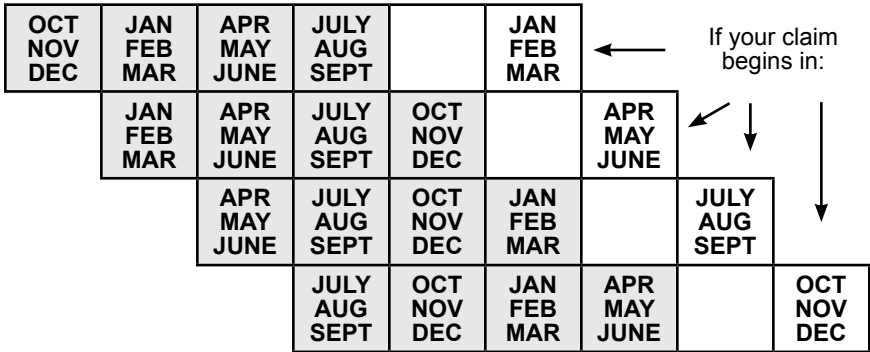 OCT JAN APR JULY JAN
NOV FEB MAY AUG FEB
DEC MAR JUNE SEPT MAR
If your claim
begins in:
JAN APR JULY OCT APR
FEB MAY AUG NOV MAY
MAR JUNE SEPT DEC JUNE
APR JULY OCT JAN JULY
MAY AUG NOV FEB AUG
JUNE SEPT DEC MAR SEPT
JULY OCT JAN APR OCT
AUG NOV FEB MAY NOV
SEPT DEC MAR JUNE DEC